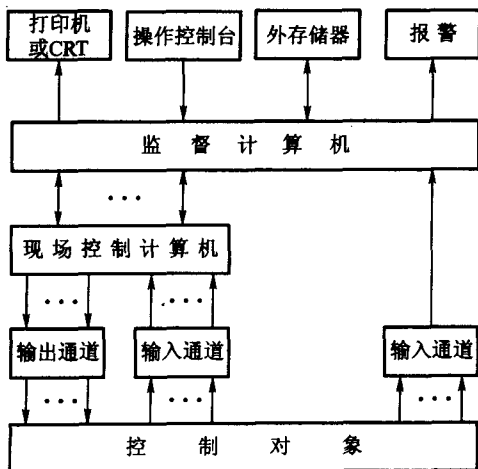 打印机
或CRT
操作控制台
外存储器
报警
监督计算机
···
现场控制计算机
···
···
输出通道
输入通道
输入通道
···
···
···
控制对象